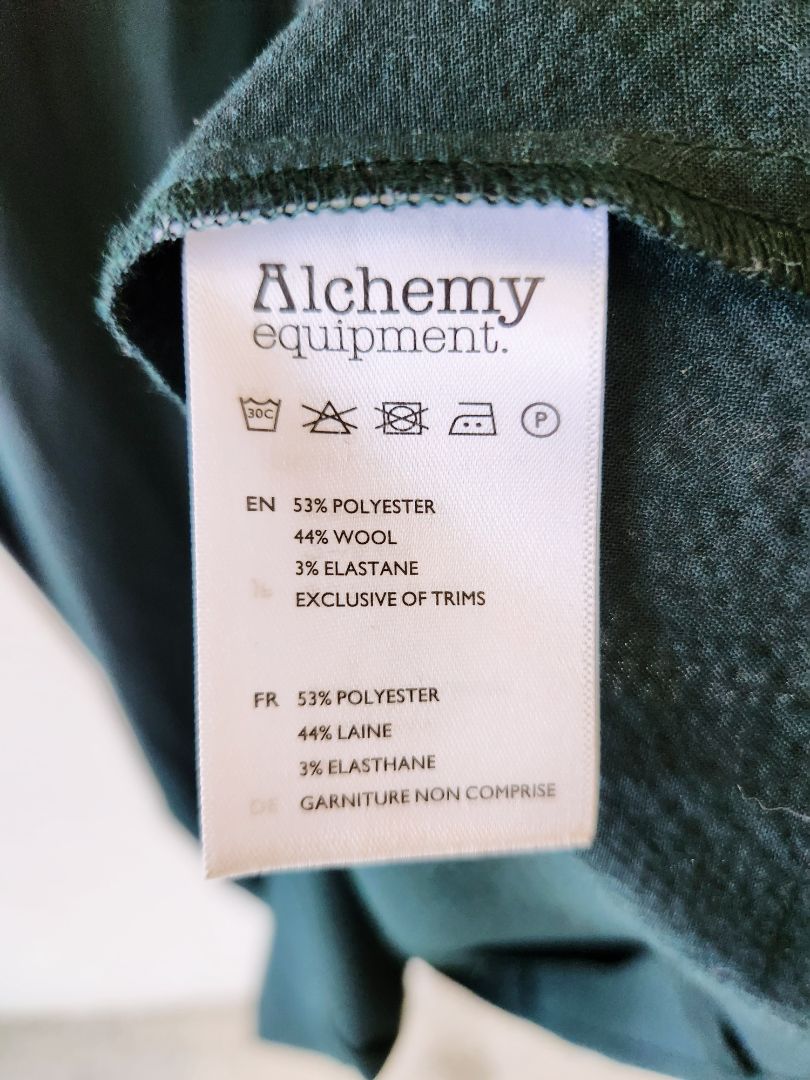 Alchemy
equipment.
30C
P
EN 53% POLYESTER
44% WOOL
3% ELASTANE
EXCLUSIVE OF TRIMS
FR 53% POLYESTER
44% LAINE
3% ELASTHANE
DE GARNITURE NON COMPRISE